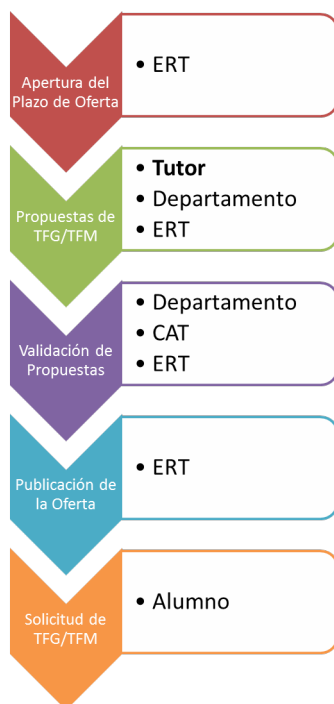 Apertura del
Plazo de Oferta
• ERT
Propuestas de
TFG/TFM
• Tutor
• Departamento
• ERT
Validación de
Propuestas
• Departamento
• CAT
• ERT
Publicación de
la Oferta
• ERT
Solicitud de
TFG/TFM
• Alumno